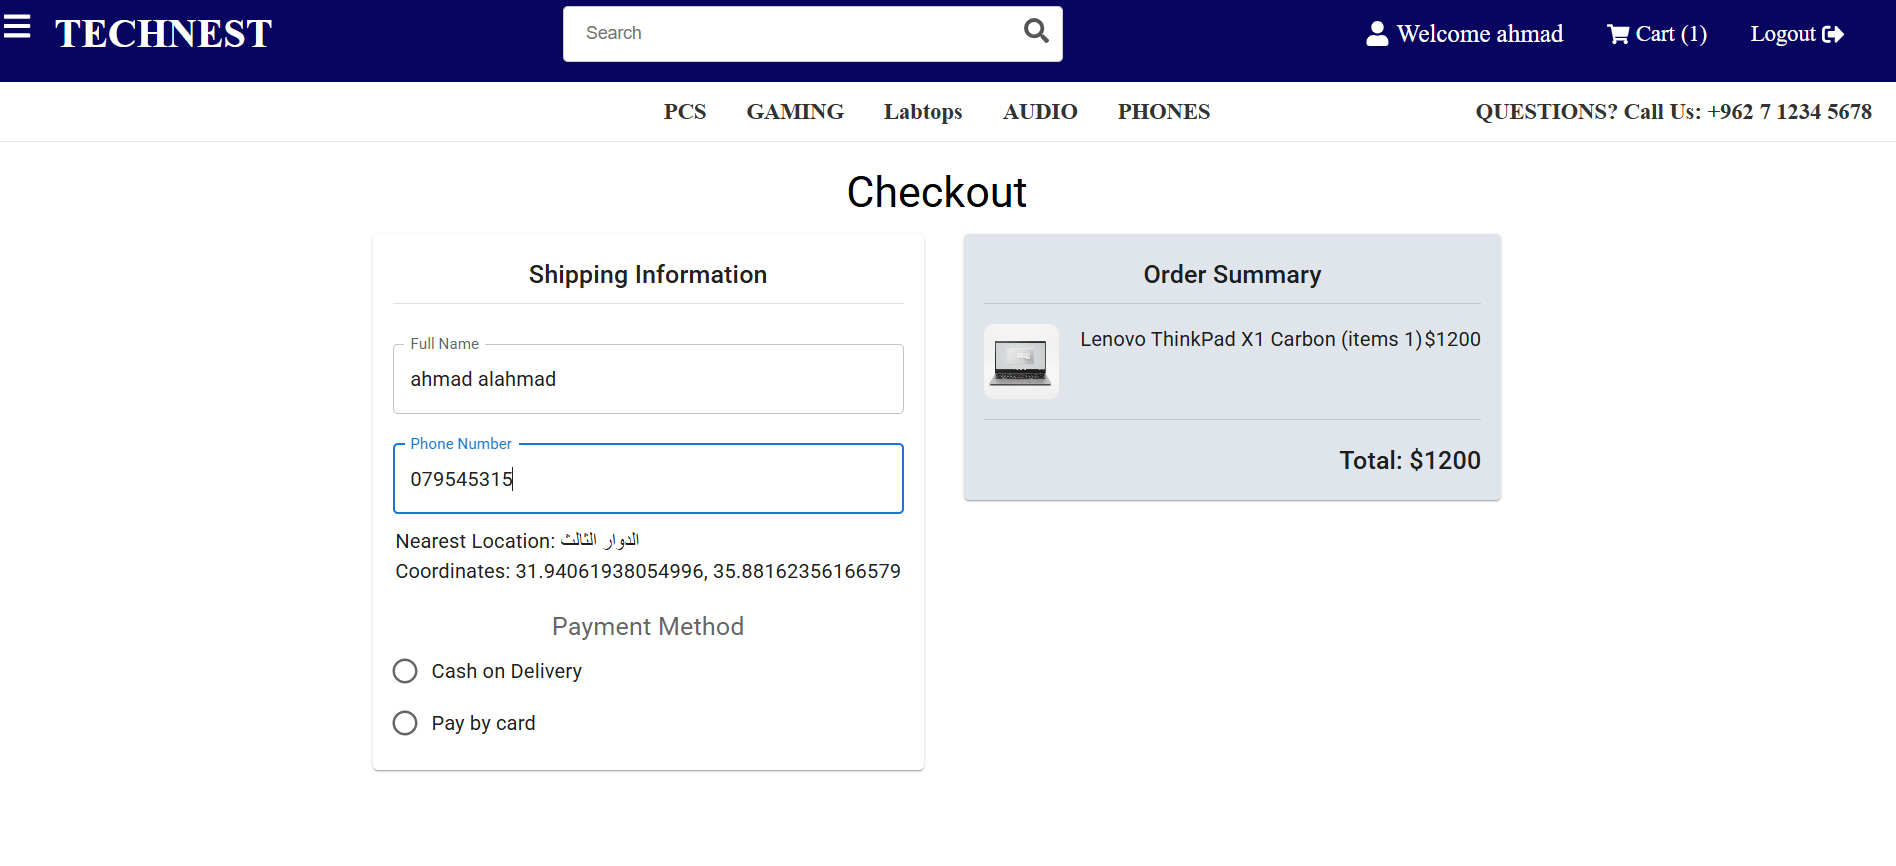 TECHNEST
Search
Welcome ahmad
Cart (1)
Logout
PCS
GAMING
Labtops
AUDIO
PHONES
QUESTIONS? Call Us: +962 7 1234 5678
Checkout
Shipping Information
Full Name
ahmad alahmad
Phone Number
079545315
Nearest Location: الدوار الثالث
Coordinates: 31.94061938054996, 35.88162356166579
Payment Method
Cash on Delivery
Pay by card
Order Summary
Lenovo ThinkPad X1 Carbon (items 1) $1200
Total: $1200